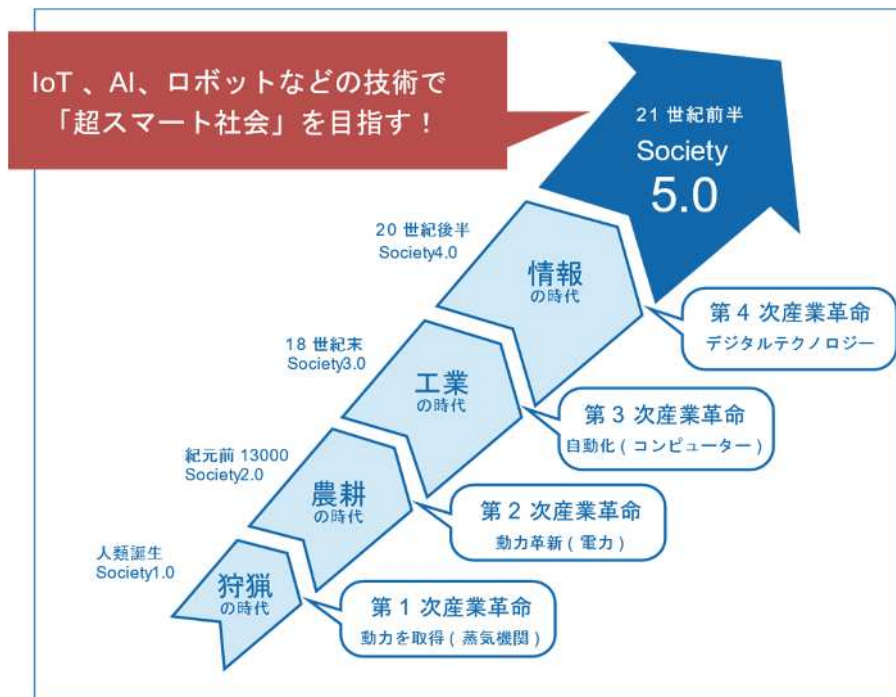 IoT 、AI、ロボットなどの技術で
「超スマート社会」を目指す！
21 世紀前半
Society
5.0
20 世紀後半
Society4.0
情報
の時代
第 4 次産業革命
デジタルテクノロジー
18 世紀末
Society3.0
工業
の時代
第 3 次産業革命
自動化 ( コンピューター )
紀元前 13000
Society2.0
農耕
の時代
第 2 次産業革命
動力革新 ( 電力 )
人類誕生
Society1.0
狩猟
の時代
第 1 次産業革命
動力を取得 ( 蒸気機関 )